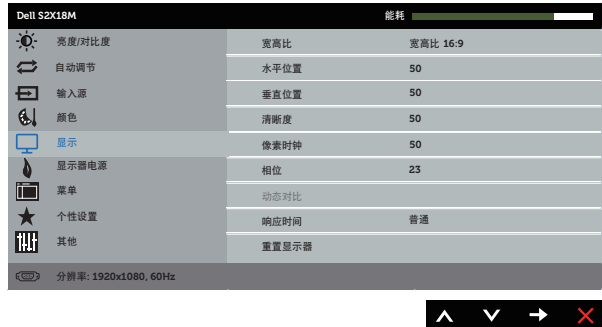 Dell S2X18M 能耗
亮度/对比度
宽高比 宽高比 16:9
自动调节
水平位置 50
输入源
垂直位置 50
颜色
清晰度 50
显示
像素时钟 50
显示器电源
相位 23
菜单
动态对比
个性设置
响应时间 普通
其他
重置显示器
分辨率: 1920x1080, 60Hz